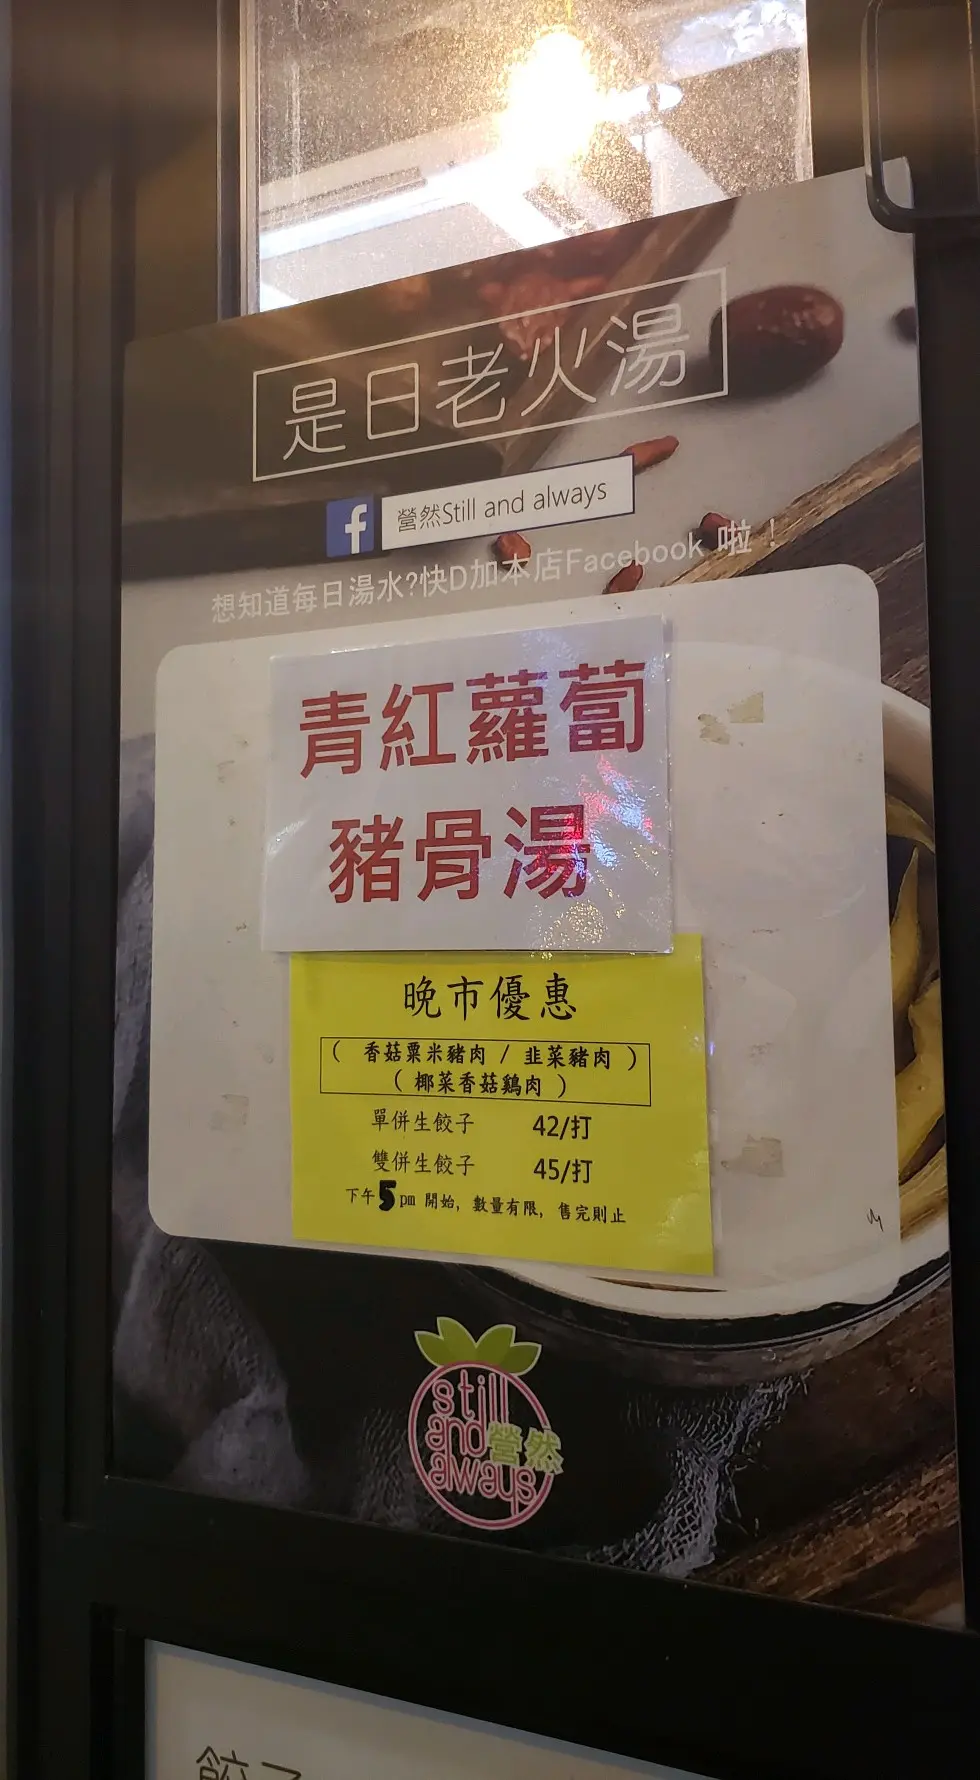 是日老火湯
營然Still and always
想知道每日湯水?快D加本店Facebook 啦！
青紅蘿蔔
豬骨湯
晚市優惠
( 香菇粟米豬肉 / 韭菜豬肉 )
( 椰菜香菇鷄肉 )
單併生餃子 42/打
雙併生餃子 45/打
下午5pm 開始, 數量有限, 售完則止
still
and 營然
always
餃子